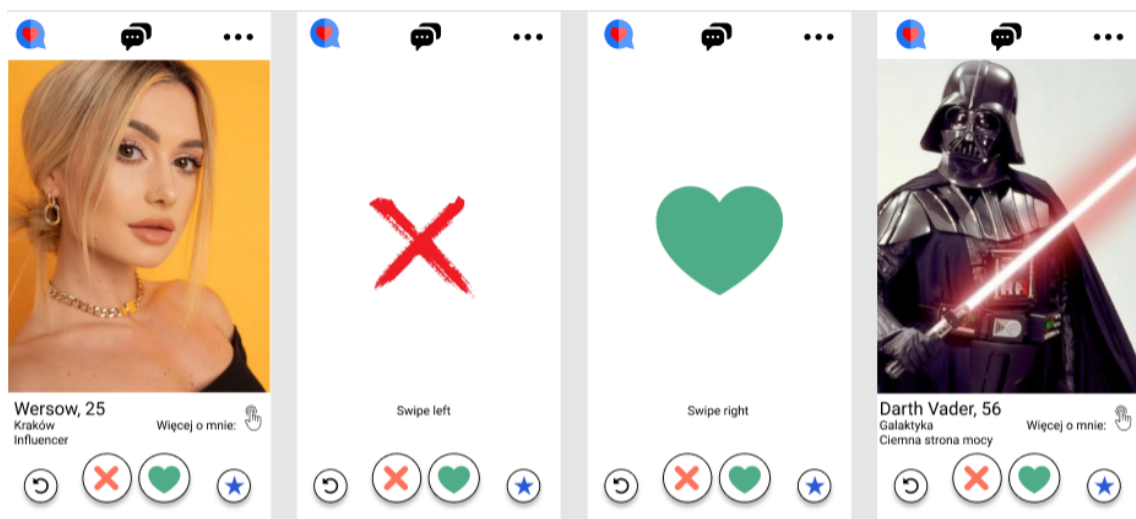 Wersow, 25
Kraków
Influencer
Więcej o mnie:
Swipe left
Swipe right
Darth Vader, 56
Galaktyka
Ciemna strona mocy
Więcej o mnie: